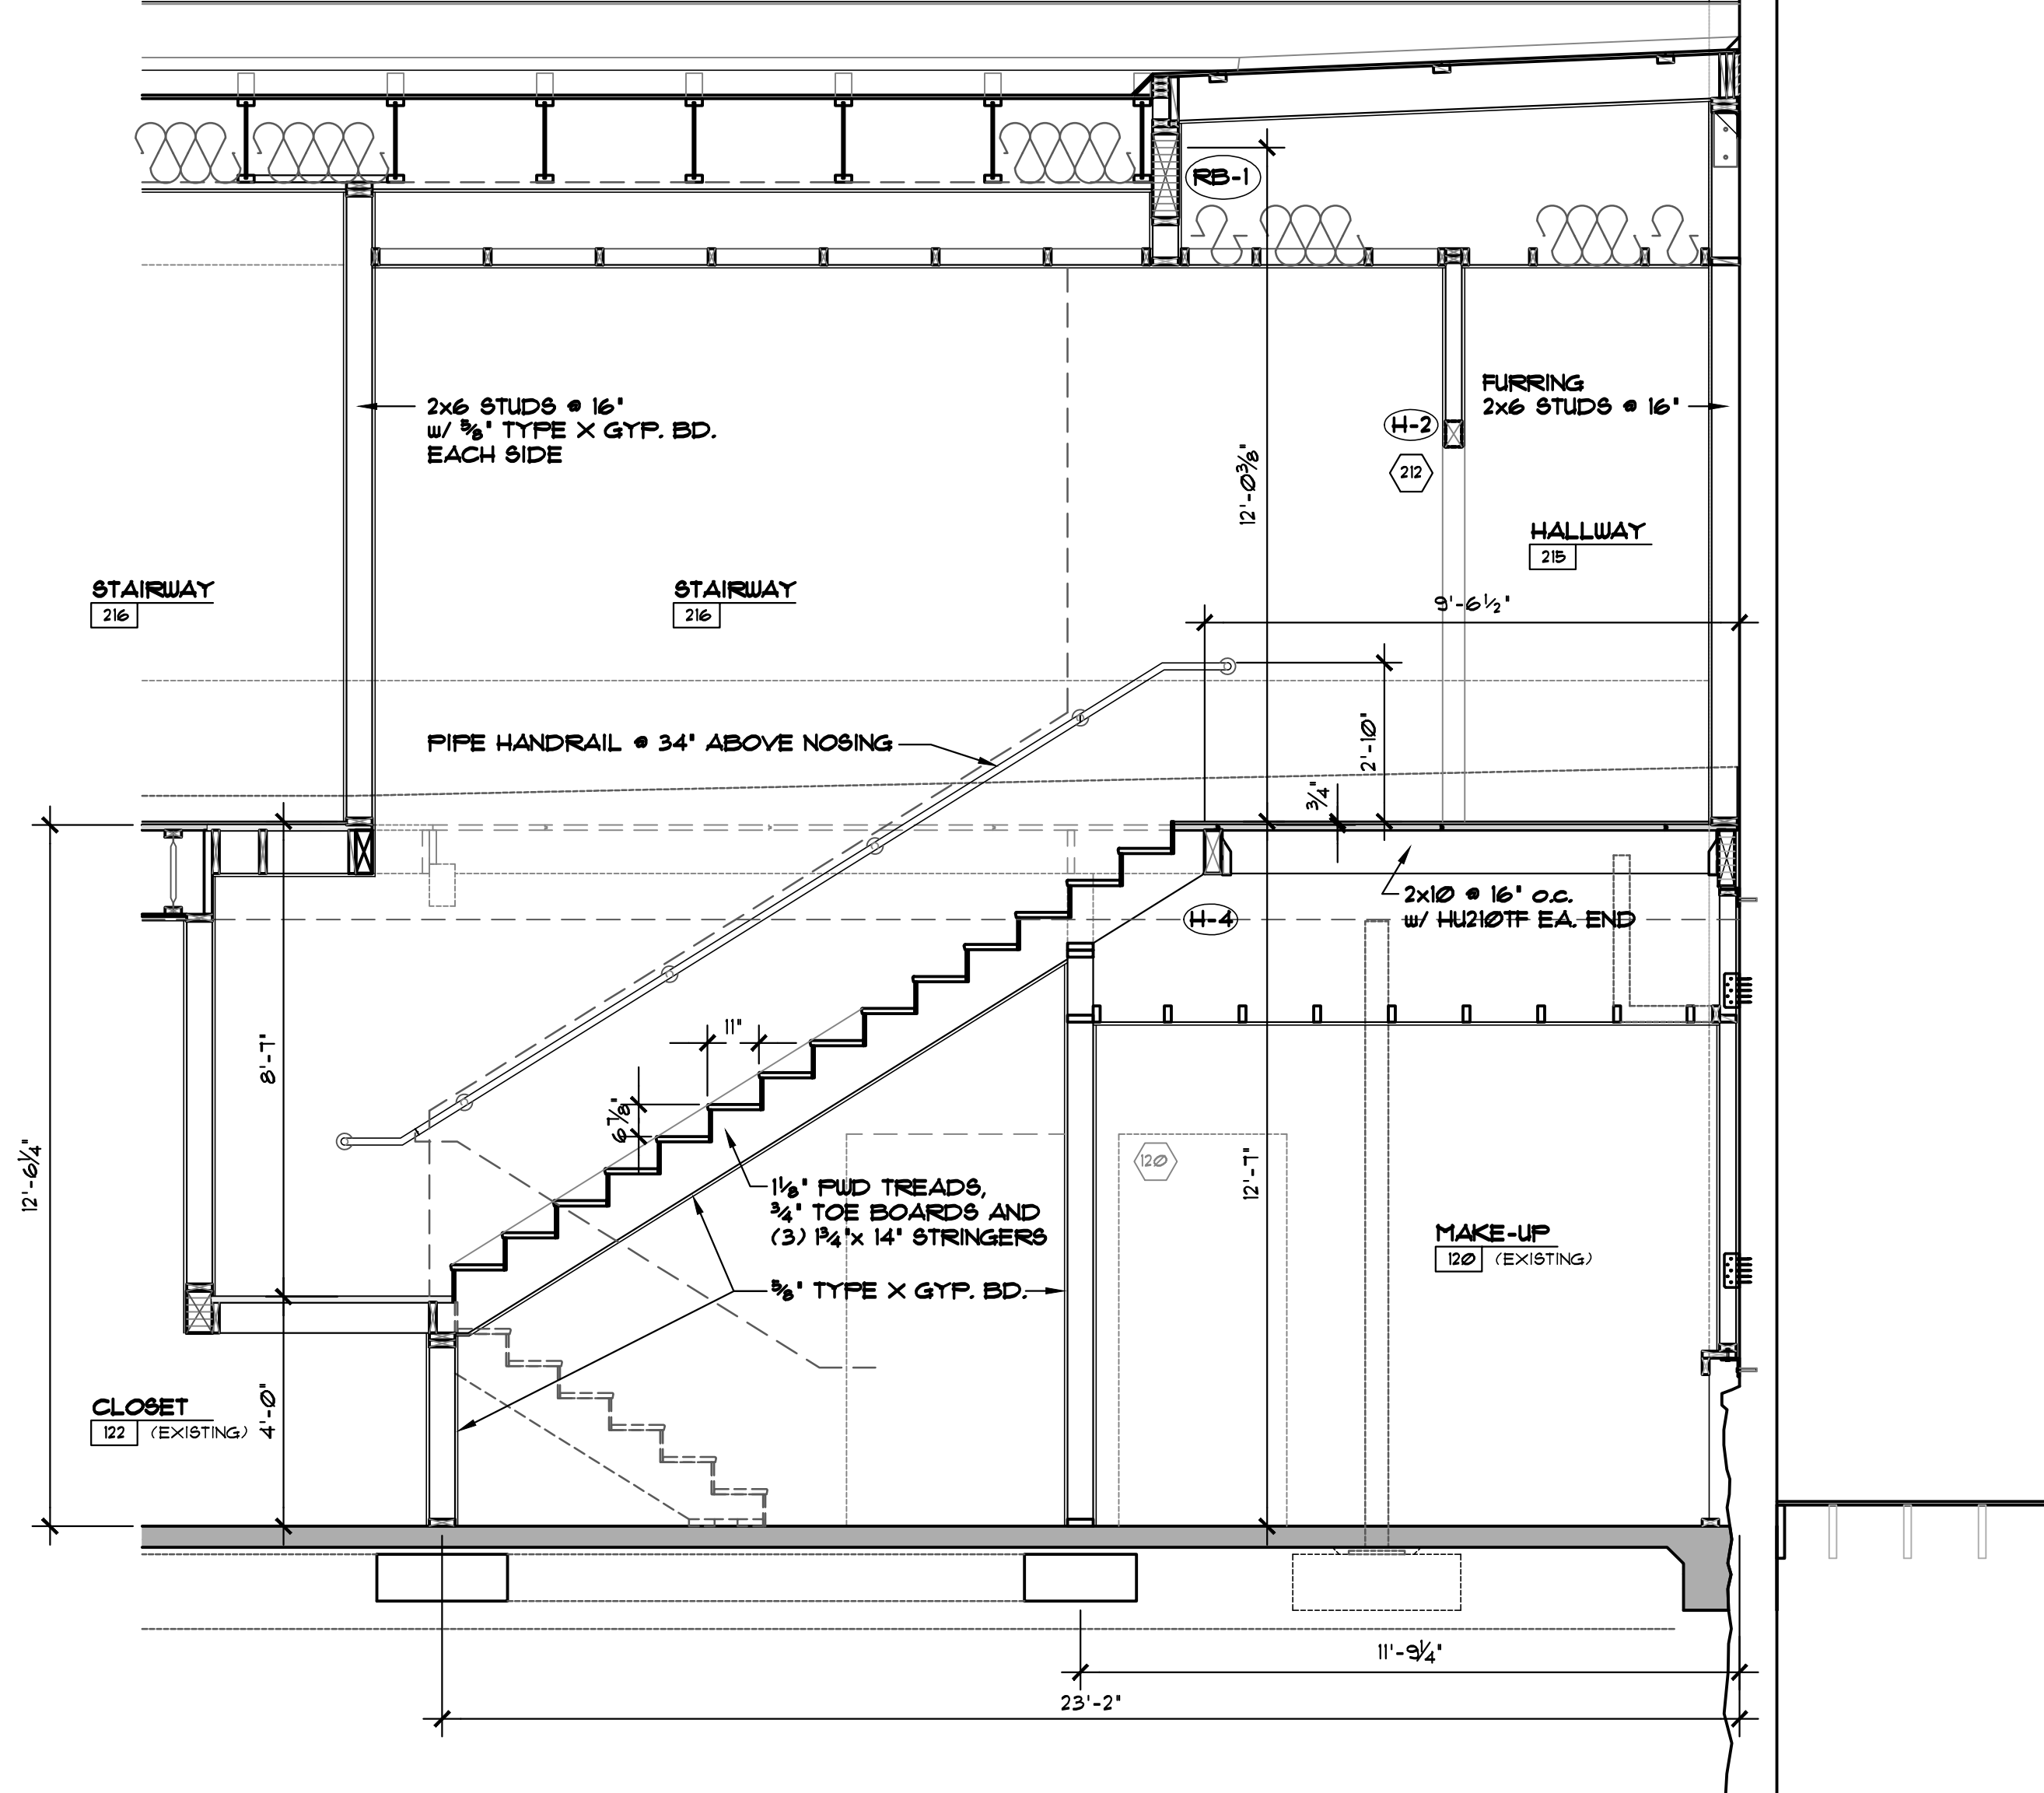 RB-1
FURRING
2x6 STUDS @ 16"
2x6 STUDS @ 16"
w/ 5/8" TYPE X GYP. BD.
EACH SIDE
H-2
212
12'-0 3/8"
HALLWAY
215
STAIRWAY
216
STAIRWAY
216
9'-6 1/2"
PIPE HANDRAIL @ 34" ABOVE NOSING
2'-10"
3/4"
2x10 @ 16" O.C.
w/ HU210TF EA. END
H-4
11"
6 7/8"
8'-7"
12'-6 1/4"
12'-7"
120
1 1/8" PWD TREADS,
3/4" TOE BOARDS AND
(3) 1 3/4"x 14" STRINGERS
5/8" TYPE X GYP. BD.
MAKE-UP
120 (EXISTING)
CLOSET
122 (EXISTING)
4'-0"
11'-9 1/4"
23'-2"